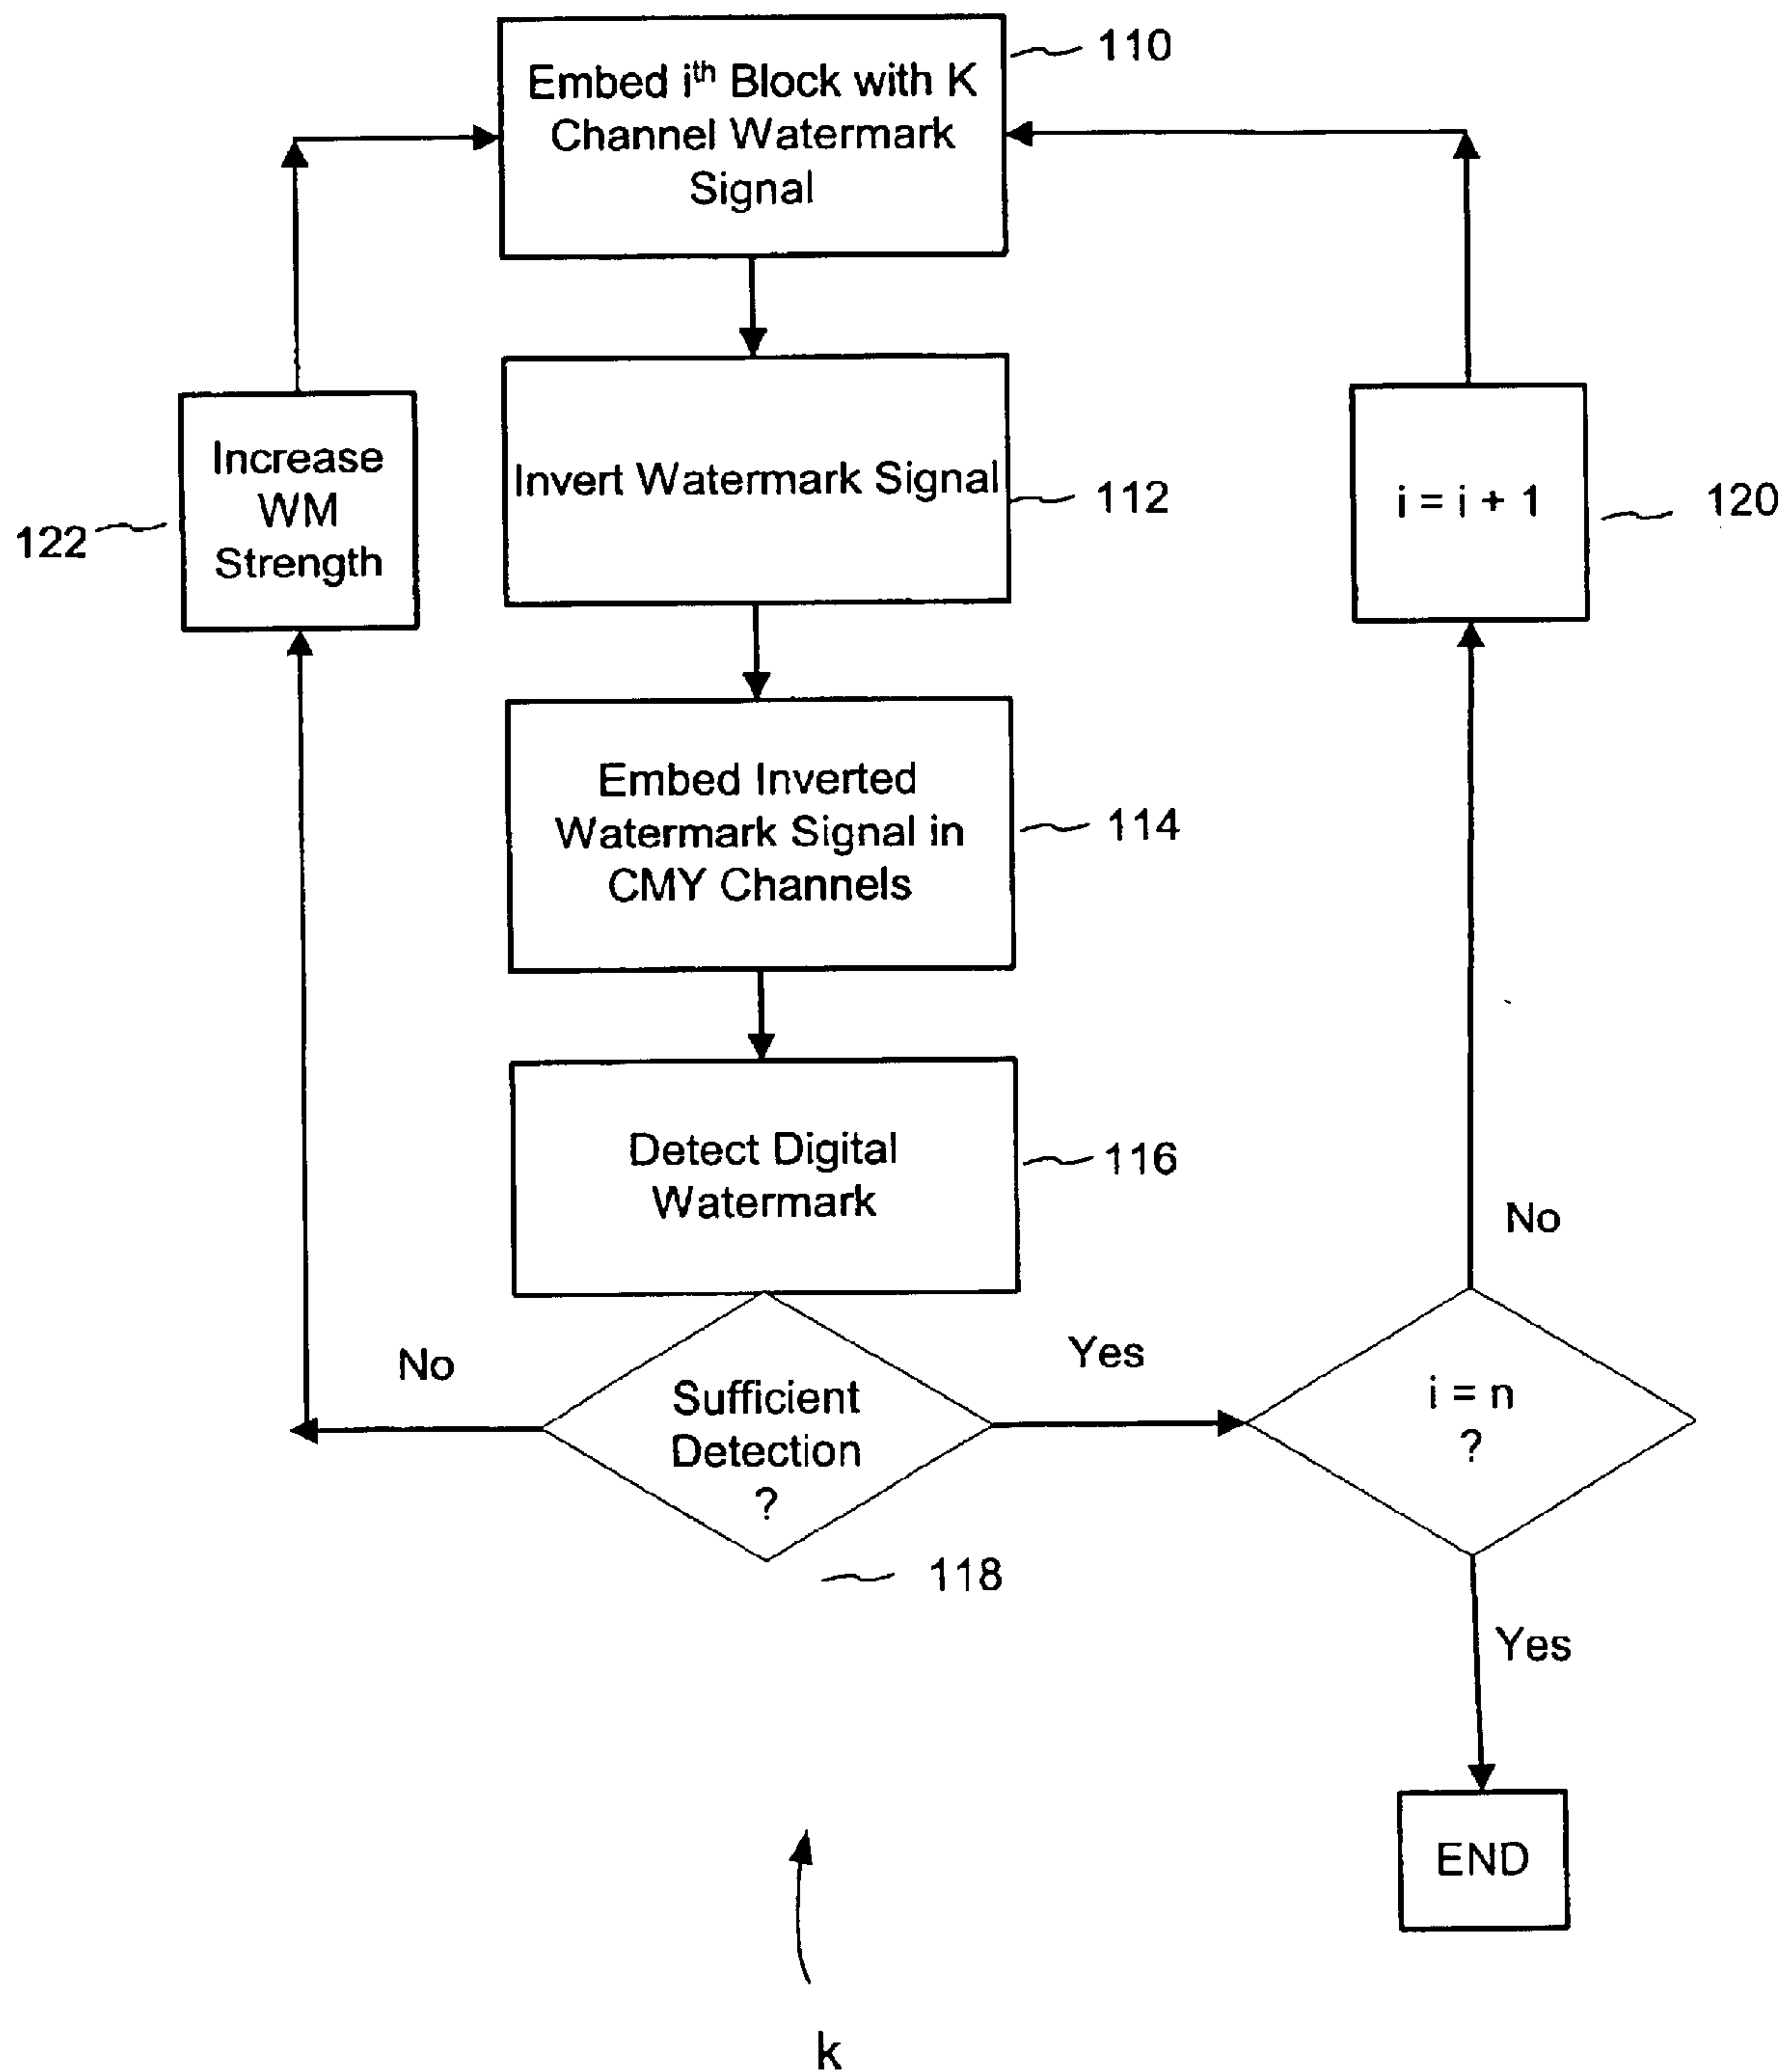 110
Embed iᵗʰ Block with K
Channel Watermark
Signal
Increase
WM
Strength
122
Invert Watermark Signal
112
i = i + 1
120
Embed Inverted
Watermark Signal in
CMY Channels
114
Detect Digital
Watermark
116
No
No
Sufficient
Detection
?
Yes
i = n
?
118
Yes
END
k